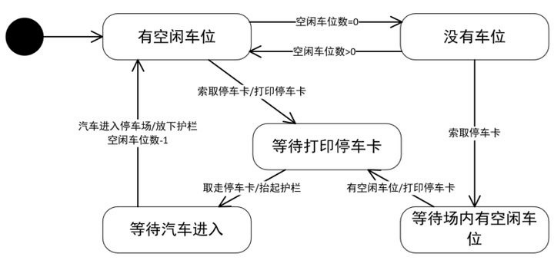 空闲车位数=0
有空闲车位
没有车位
空闲车位数>0
索取停车卡/打印停车卡
汽车进入停车场/放下护栏
空闲车位数-1
索取停车卡
等待打印停车卡
取走停车卡/抬起护栏
有空闲车位/打印停车卡
等待汽车进入
等待场内有空闲车
位